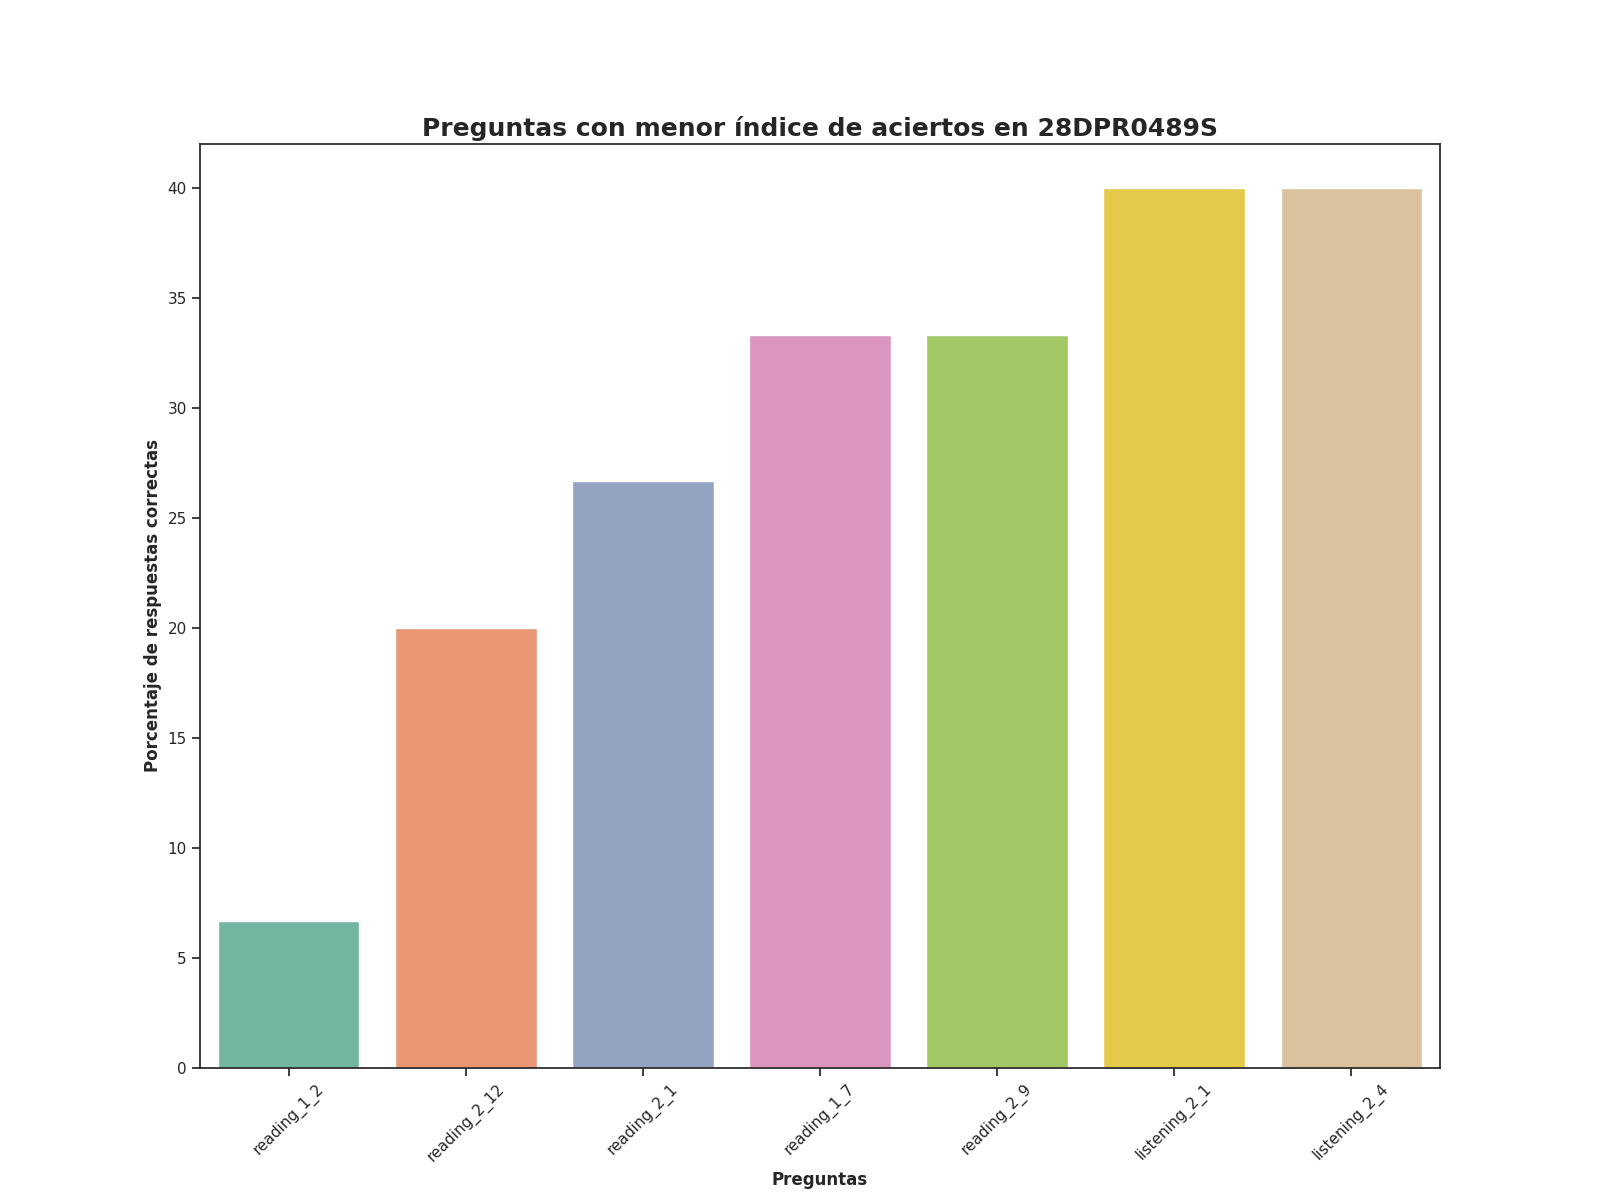 Preguntas con menor índice de aciertos en 28DPR0489S
Porcentaje de respuestas correctas
40
35
30
25
20
15
10
5
0
reading_1_2
reading_2_12
reading_2_1
reading_1_7
reading_2_9
listening_2_1
listening_2_4
Preguntas